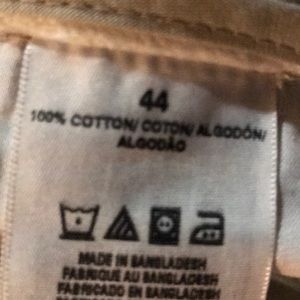 44
100% COTTON/COTON/ALGODÓN/
ALGODÃO
MADE IN BANGLADESH
FABRIQUE AU BANGLADESH
FABRICADO EN BANGLADESH